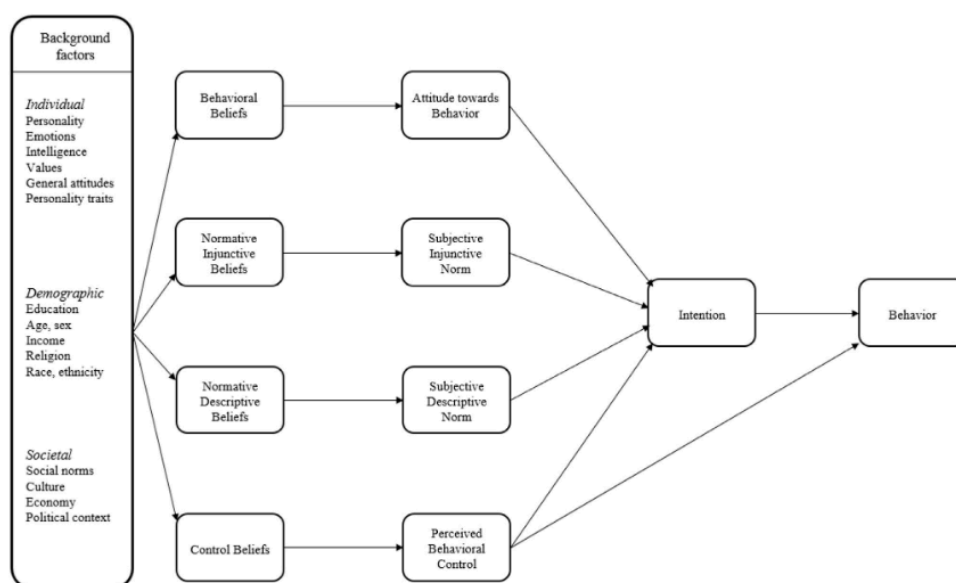 Background
factors
Individual
Personality
Emotions
Intelligence
Values
General attitudes
Personality traits
Demographic
Education
Age, sex
Income
Religion
Race, ethnicity
Societal
Social norms
Culture
Economy
Political context
Behavioral
Beliefs
Normative
Injunctive
Beliefs
Normative
Descriptive
Beliefs
Control Beliefs
Attitude towards
Behavior
Subjective
Injunctive
Norm
Subjective
Descriptive
Norm
Perceived
Behavioral
Control
Intention
Behavior